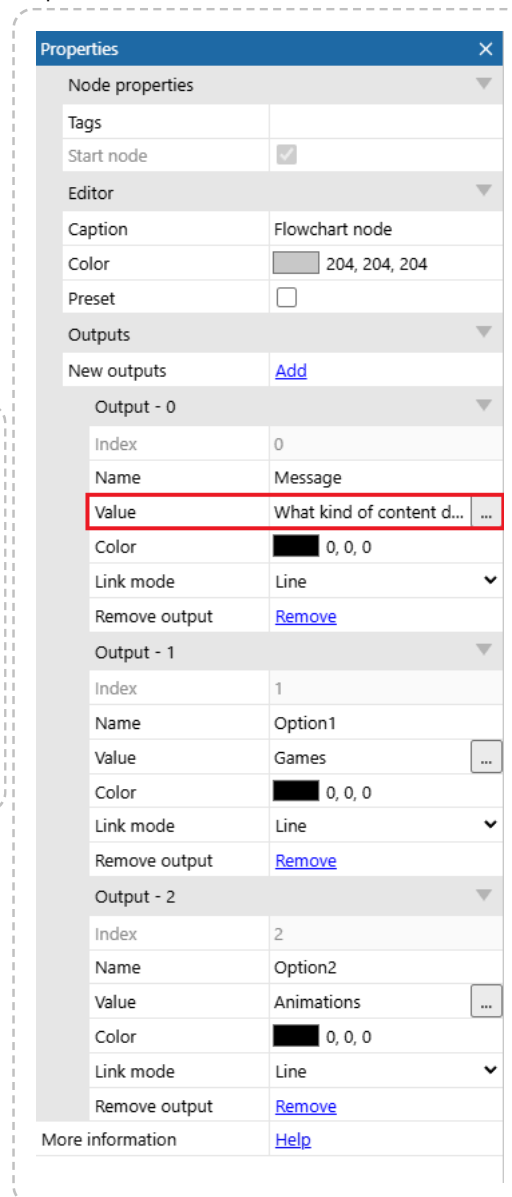 Properties ×
Node properties
Tags
Start node
Editor
Caption Flowchart node
Color 204, 204, 204
Preset
Outputs
New outputs Add
Output - 0
Index 0
Name Message
Value What kind of content d... ...
Color 0, 0, 0
Link mode Line
Remove output Remove
Output - 1
Index 1
Name Option1
Value Games ...
Color 0, 0, 0
Link mode Line
Remove output Remove
Output - 2
Index 2
Name Option2
Value Animations ...
Color 0, 0, 0
Link mode Line
Remove output Remove
More information Help